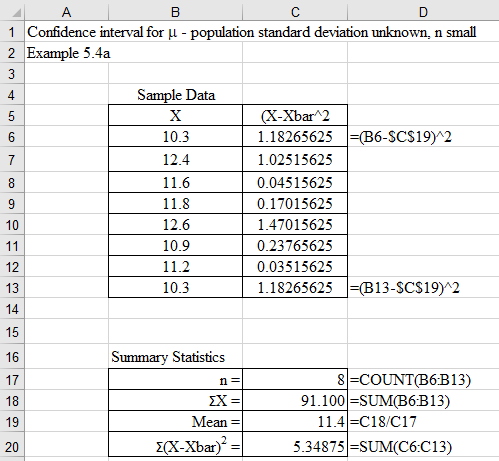 A B C D
1 Confidence interval for μ - population standard deviation unknown, n small
2 Example 5.4a
3
4 Sample Data
5 X (X-Xbar^2
6 10.3 1.18265625 =(B6-$C$19)^2
7 12.4 1.02515625
8 11.6 0.04515625
9 11.8 0.17015625
10 12.6 1.47015625
11 10.9 0.23765625
12 11.2 0.03515625
13 10.3 1.18265625 =(B13-$C$19)^2
14
15
16 Summary Statistics
17 n = 8 =COUNT(B6:B13)
18 ΣX = 91.100 =SUM(B6:B13)
19 Mean = 11.4 =C18/C17
20 Σ(X-Xbar)² = 5.34875 =SUM(C6:C13)